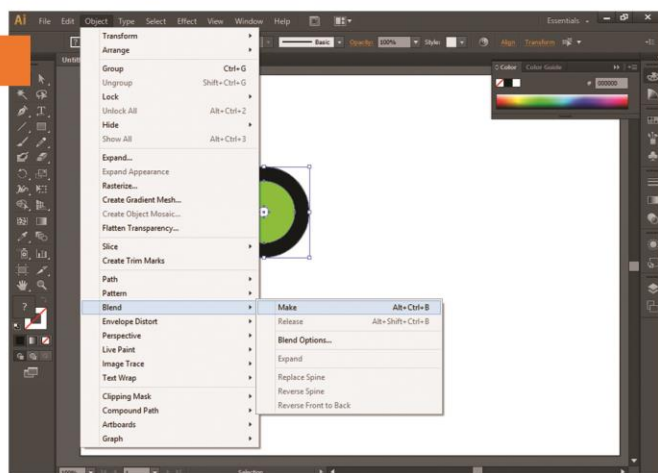 Ai File Edit Object Type Select Effect View Window Help Essentials
Transform
Arrange
Group Ctrl+G
Ungroup Shift+Ctrl+G
Lock
Unlock All Alt+Ctrl+2
Hide
Show All Alt+Ctrl+3
Expand...
Expand Appearance
Rasterize...
Create Gradient Mesh...
Create Object Mosaic...
Flatten Transparency...
Slice
Create Trim Marks
Path
Pattern
Blend
Envelope Distort
Perspective
Live Paint
Image Trace
Text Wrap
Clipping Mask
Compound Path
Artboards
Graph
Make Alt+Ctrl+B
Release Alt+Shift+Ctrl+B
Blend Options...
Expand
Replace Spine
Reverse Spine
Reverse Front to Back
Basic Opacity: 100% Style: Align Transform
Color Color Guide
# 000000
Selection